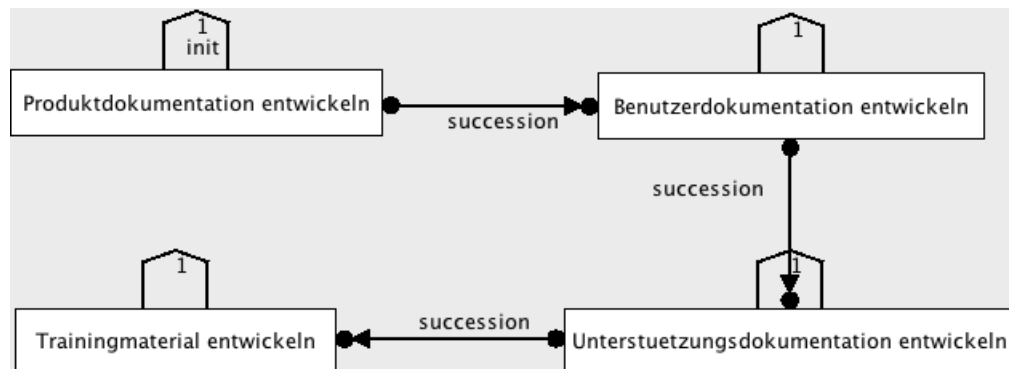 1
init
Produktdokumentation entwickeln
succession
1
Benutzerdokumentation entwickeln
succession
1
Unterstuetzungsdokumentation entwickeln
succession
1
Trainingmaterial entwickeln